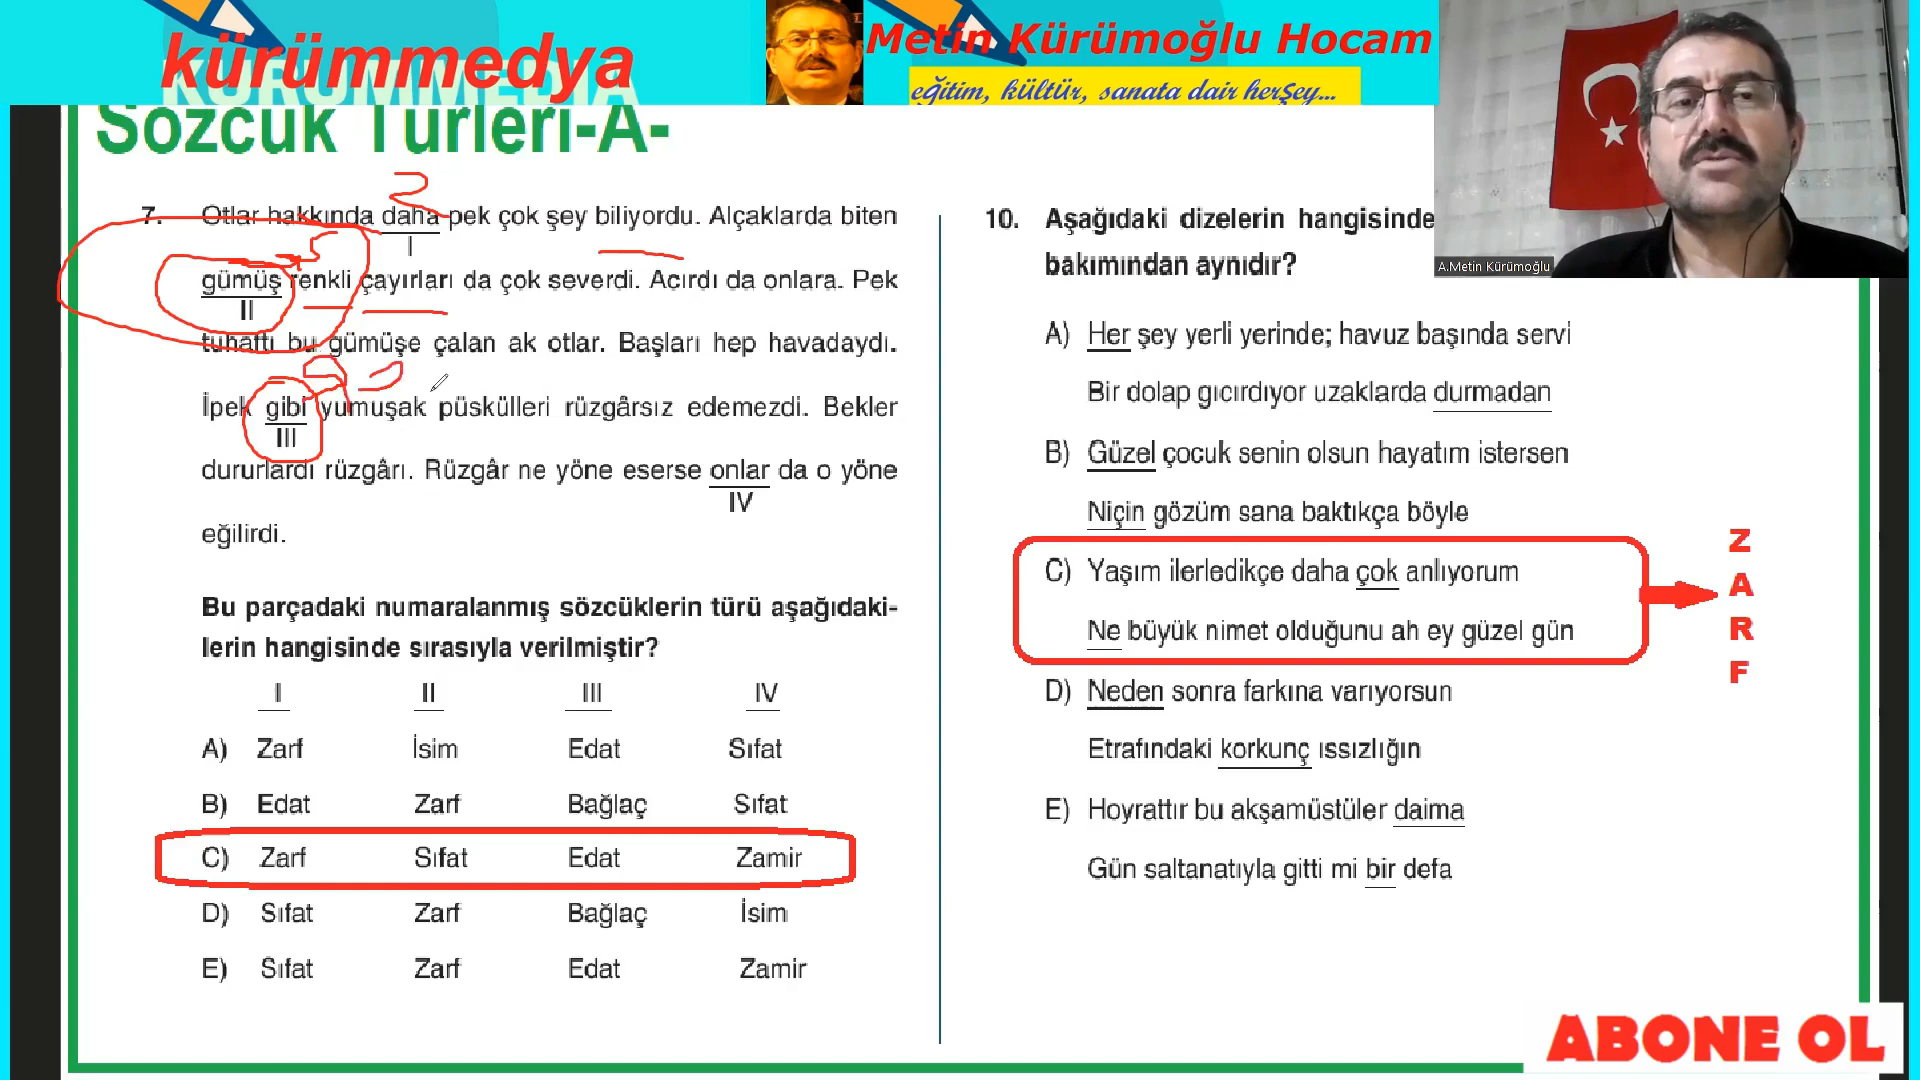 kürümmedya
KURUMMEDIA
Metin Kürümoğlu Hocam
eğitim, kültür, sanata dair herşey...
A.Metin Kürümoğlu
Sözcük Türleri-A-
7. Otlar hakkında daha pek çok şey biliyordu. Alçaklarda biten
I
gümüş renkli çayırları da çok severdi. Acırdı da onlara. Pek
II
tuhaftı bu gümüşe çalan ak otlar. Başları hep havadaydı.
İpek gibi yumuşak püskülleri rüzgârsız edemezdi. Bekler
III
dururlardı rüzgârı. Rüzgâr ne yöne eserse onlar da o yöne
IV
eğilirdi.
Bu parçadaki numaralanmış sözcüklerin türü aşağıdaki-
lerin hangisinde sırasıyla verilmiştir?
I II III IV
A) Zarf İsim Edat Sıfat
B) Edat Zarf Bağlaç Sıfat
C) Zarf Sıfat Edat Zamir
D) Sıfat Zarf Bağlaç İsim
E) Sıfat Zarf Edat Zamir
10. Aşağıdaki dizelerin hangisinde
bakımından aynıdır?
A) Her şey yerli yerinde; havuz başında servi
Bir dolap gıcırdıyor uzaklarda durmadan
B) Güzel çocuk senin olsun hayatım istersen
Niçin gözüm sana baktıkça böyle
C) Yaşım ilerledikçe daha çok anlıyorum
Ne büyük nimet olduğunu ah ey güzel gün
D) Neden sonra farkına varıyorsun
Etrafındaki korkunç ıssızlığın
E) Hoyrattır bu akşamüstüler daima
Gün saltanatıyla gitti mi bir defa
Z
A
R
F
ABONE OL